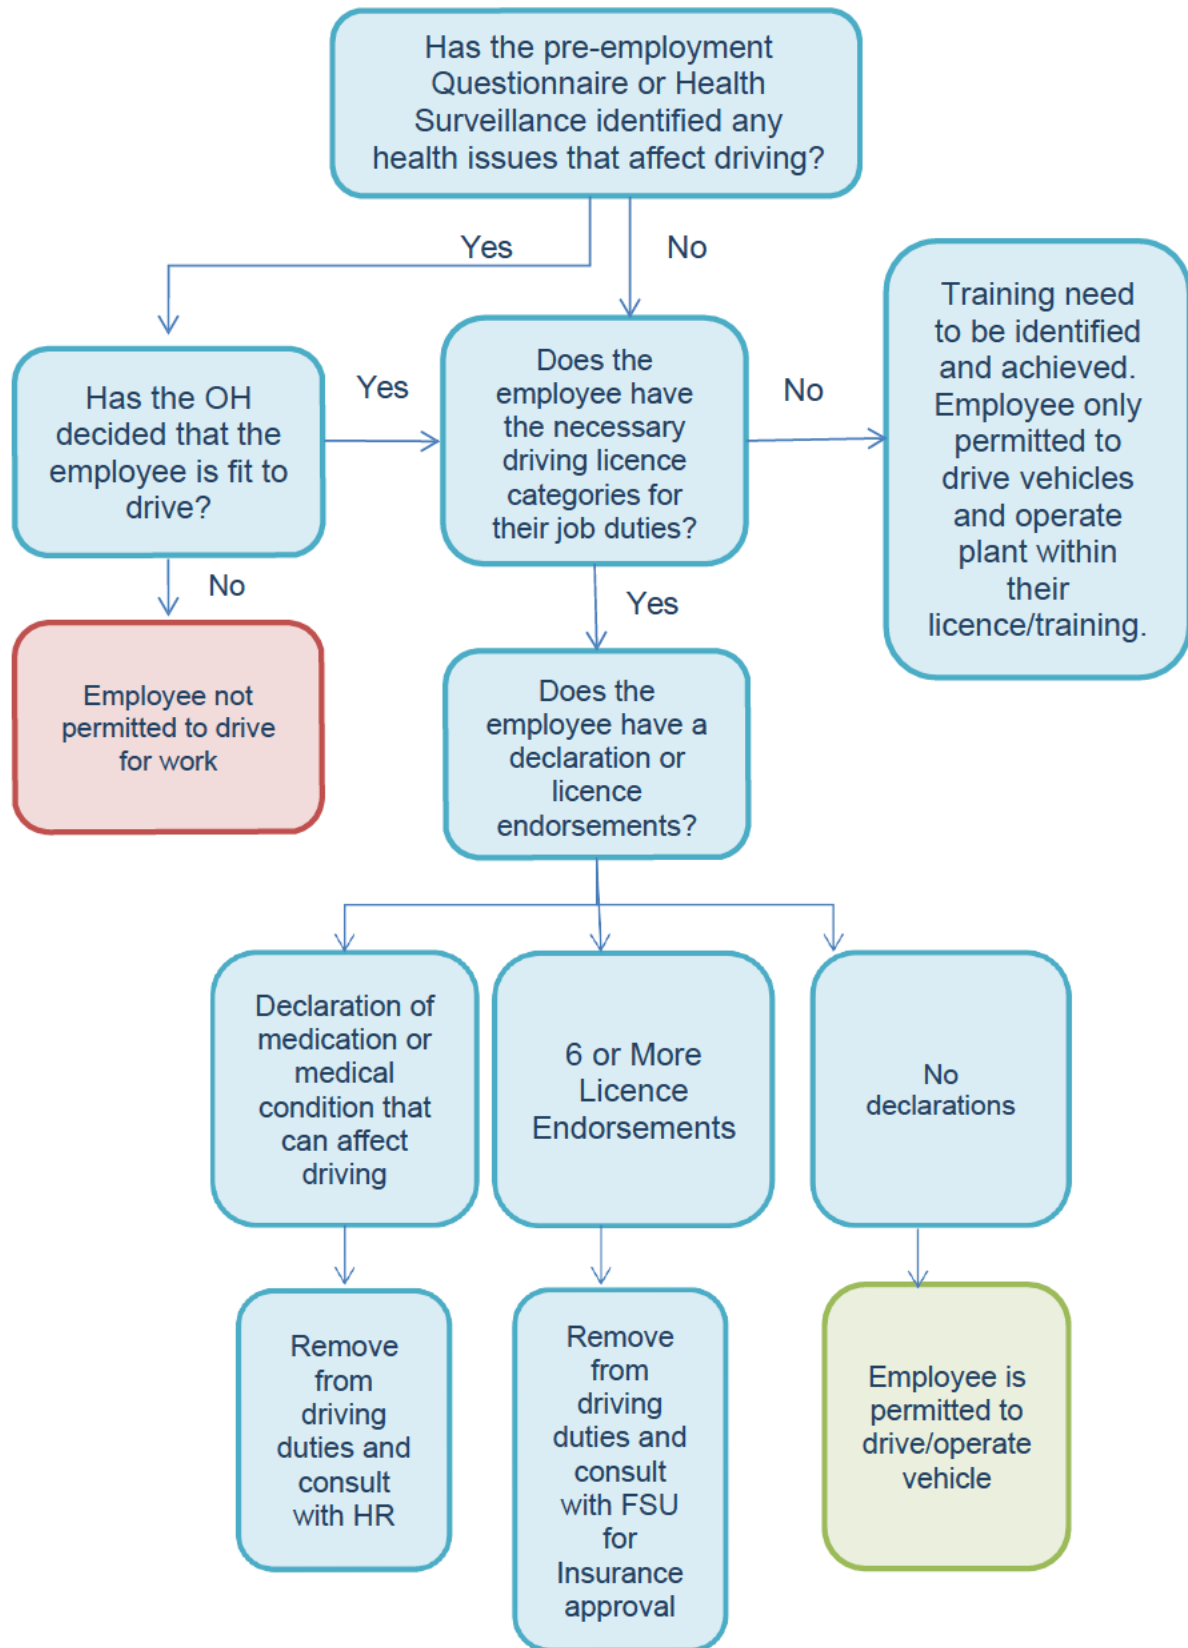 Has the pre-employment
Questionnaire or Health
Surveillance identified any
health issues that affect driving?
Yes
No
Has the OH
decided that the
employee is fit to
drive?
Yes
Does the
employee have
the necessary
driving licence
categories for
their job duties?
No
Training need
to be identified
and achieved.
Employee only
permitted to
drive vehicles
and operate
plant within
their
licence/training.
No
Yes
Employee not
permitted to drive
for work
Does the
employee have a
declaration or
licence
endorsements?
Declaration of
medication or
medical
condition that
can affect
driving
6 or More
Licence
Endorsements
No
declarations
Remove
from
driving
duties and
consult
with HR
Remove
from
driving
duties and
consult
with FSU
for
Insurance
approval
Employee is
permitted to
drive/operate
vehicle